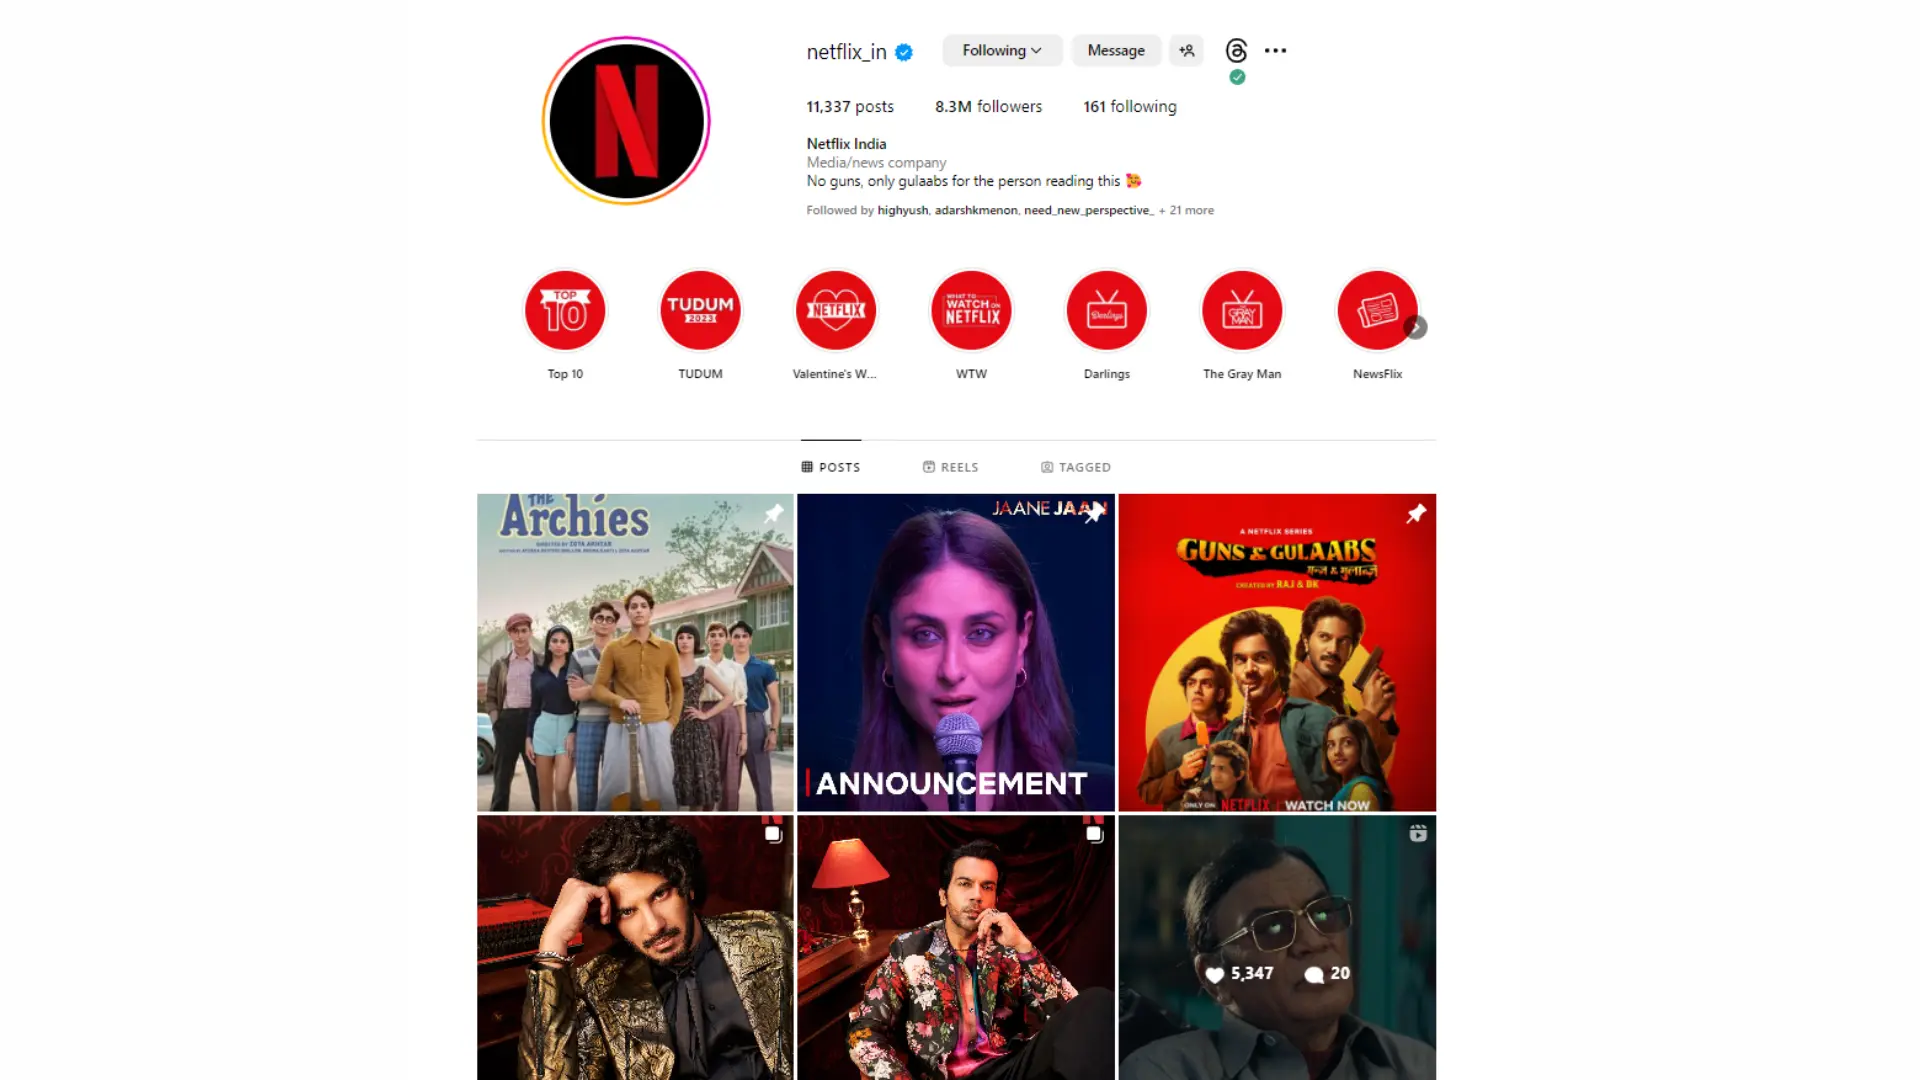 netflix_in
Following
Message
11,337 posts
8.3M followers
161 following
Netflix India
Media/news company
No guns, only gulaabs for the person reading this 🥰
Followed by highyush, adarshkmenon, need_new_perspective_ + 21 more
TOP
10
TUDUM
2023
NETFLIX
WHAT TO
WATCH ON
NETFLIX
Darlings
THE
GRAY
MAN
Top 10
TUDUM
Valentine's W...
WTW
Darlings
The Gray Man
NewsFlix
POSTS
REELS
TAGGED
THE
Archies
DIRECTED BY ZOYA AKHTAR
JAANE JAAN
ANNOUNCEMENT
A NETFLIX SERIES
GUNS & GULAABS
गन्स & गुलाब्स
CREATED BY RAJ & DK
ONLY ON NETFLIX | WATCH NOW
5,347
20